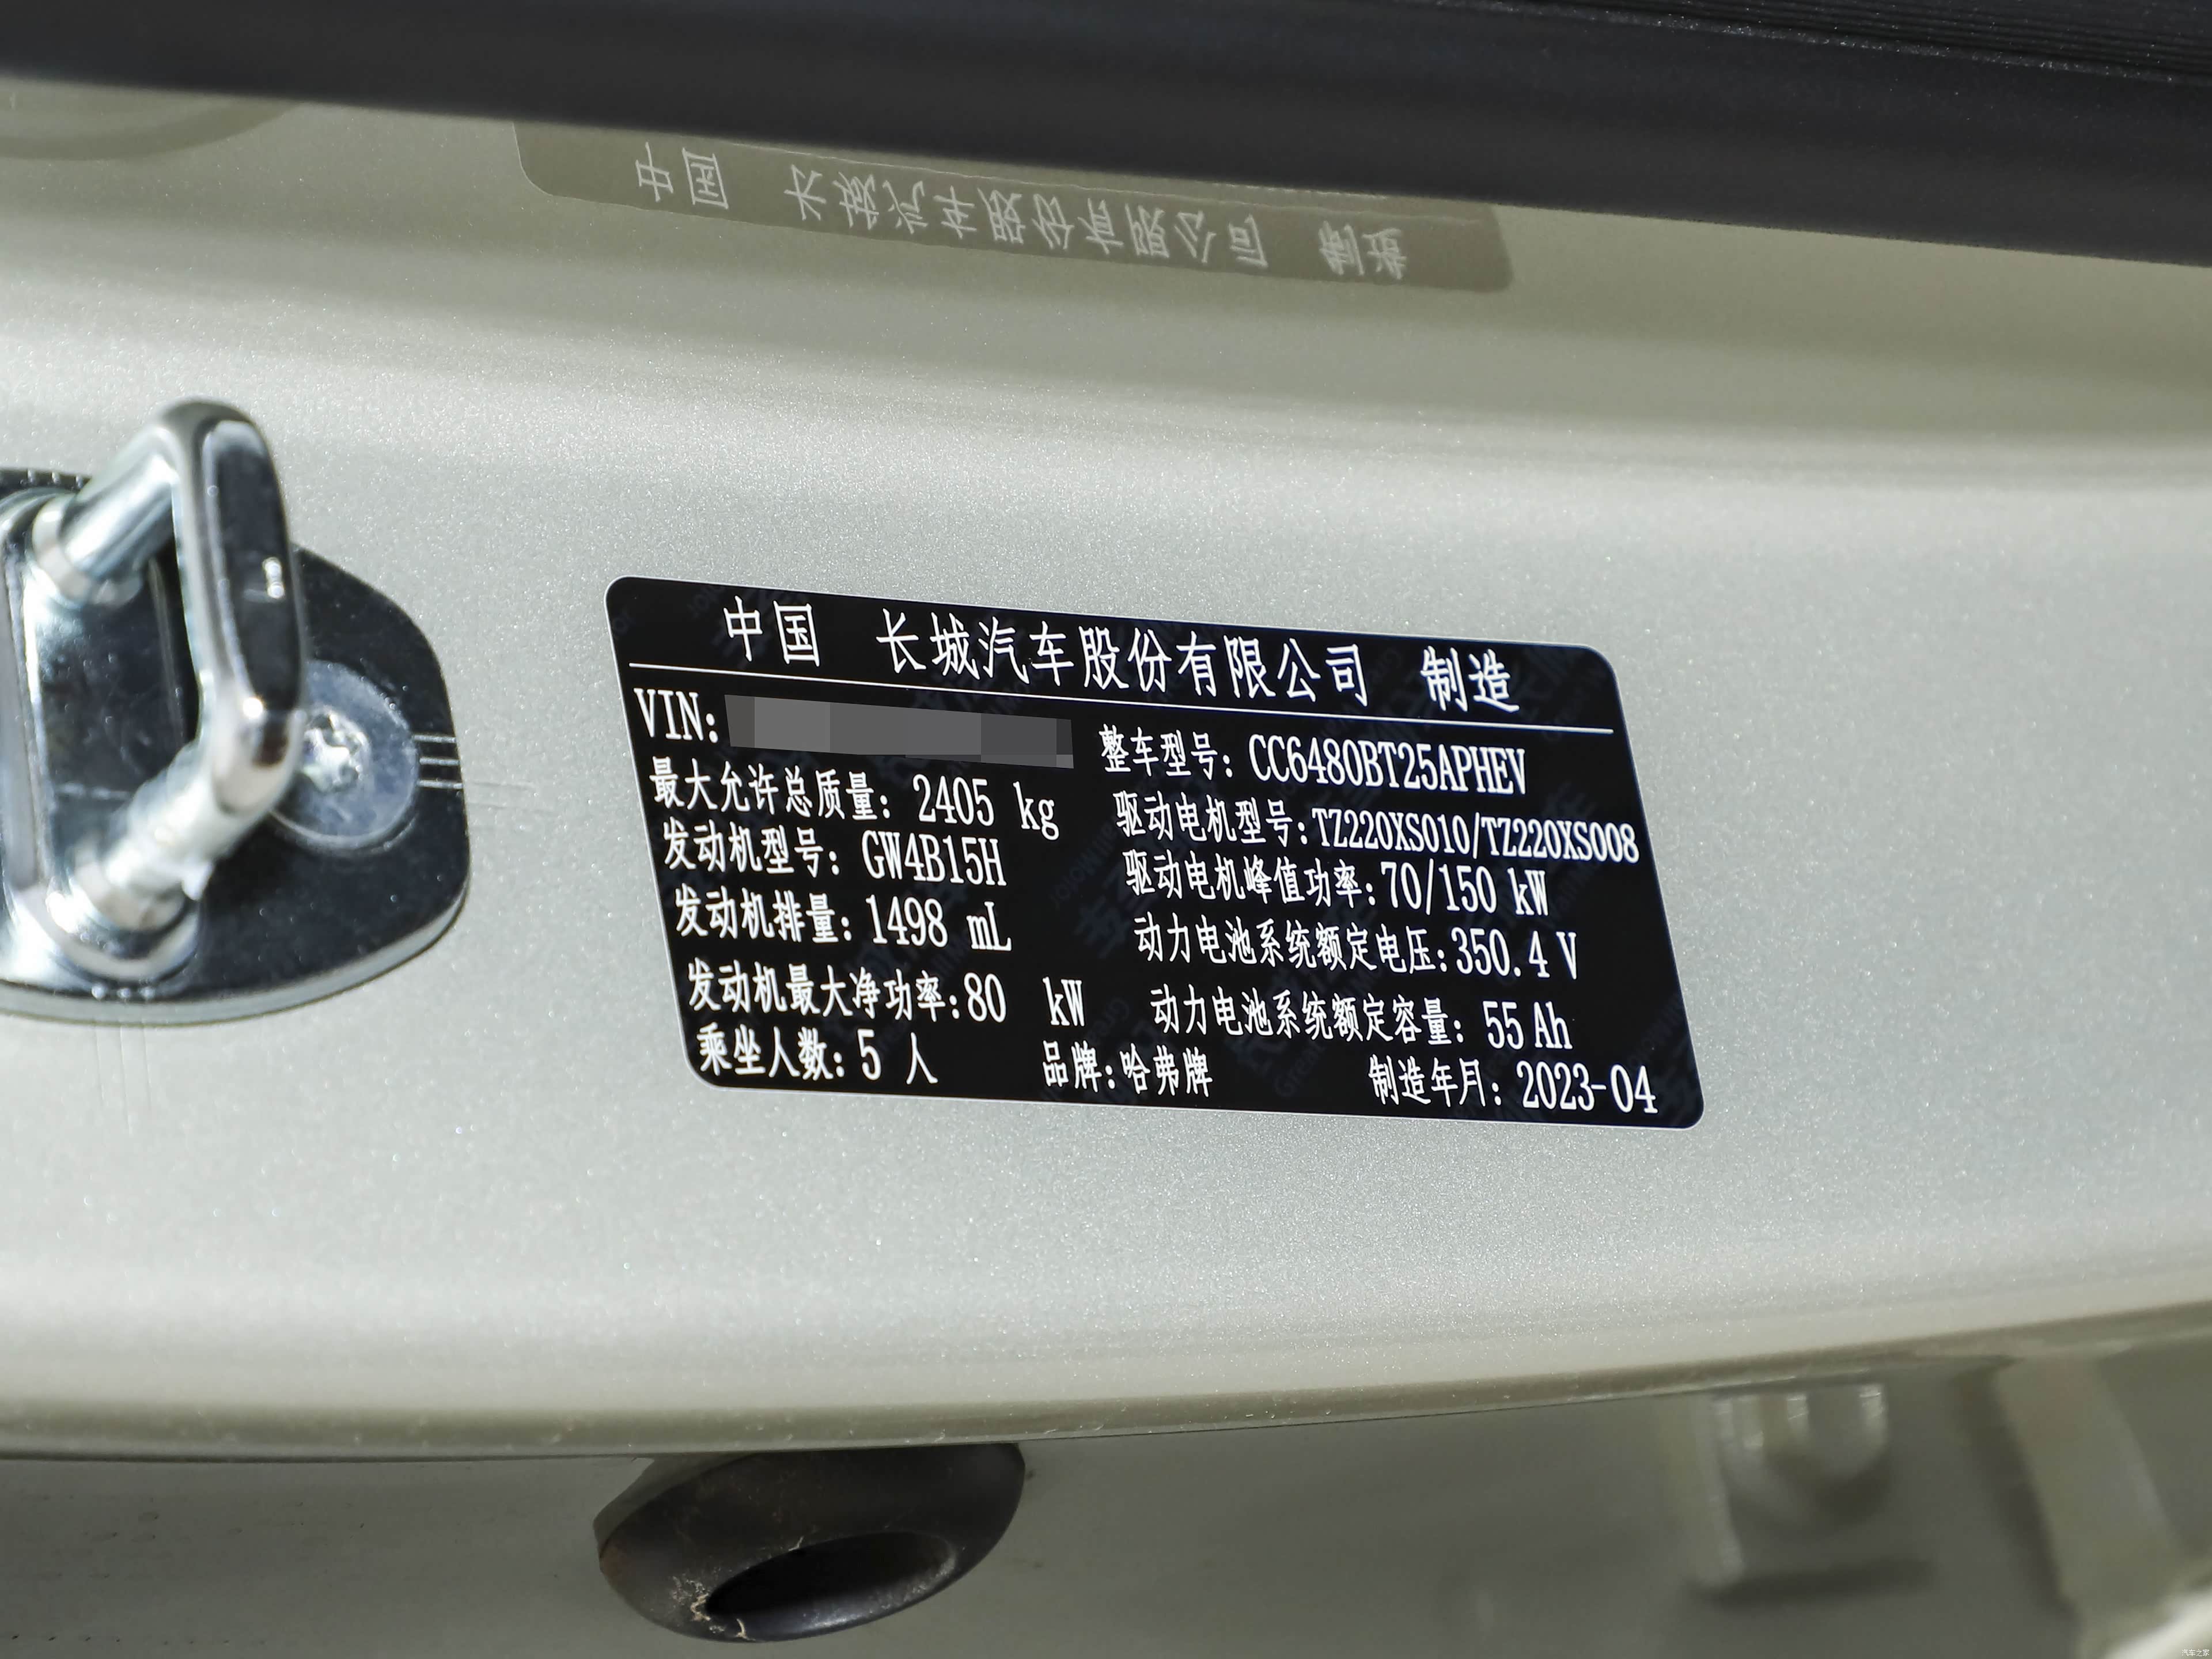 中国 长城汽车股份有限公司 制造
VIN:
整车型号: CC6480BT25APHEV
最大允许总质量: 2405 kg
驱动电机型号:TZ220XS010/TZ220XS008
发动机型号: GW4B15H
驱动电机峰值功率:70/150 kW
发动机排量: 1498 mL
动力电池系统额定电压:350.4 V
发动机最大净功率:80 kW
动力电池系统额定容量: 55 Ah
乘坐人数: 5 人
品牌:哈弗牌
制造年月: 2023-04
汽车之家